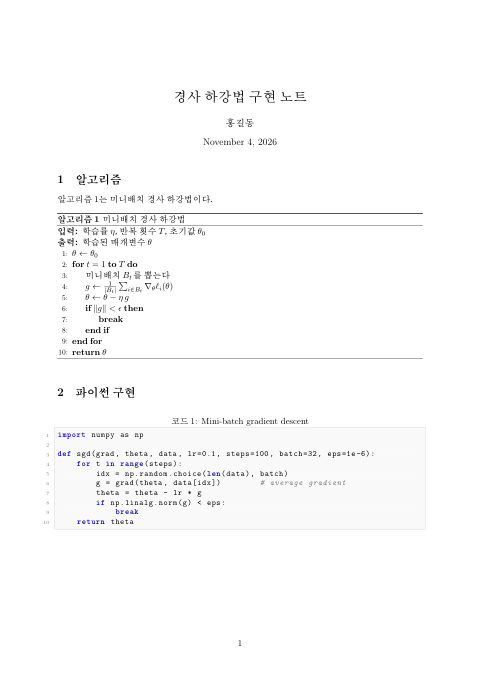 경사 하강법 구현 노트
홍길동
November 4, 2026
1 알고리즘
알고리즘 1는 미니배치 경사 하강법이다.
알고리즘 1 미니배치 경사 하강법
입력: 학습률 η, 반복 횟수 T, 초기값 θ₀
출력: 학습된 매개변수 θ
1: θ ← θ₀
2: for t = 1 to T do
3: 미니배치 Bₜ를 뽑는다
4: g ← 1/|Bₜ| ∑_{i∈Bₜ} ∇_θ ℓᵢ(θ)
5: θ ← θ − η g
6: if ‖g‖ < ϵ then
7: break
8: end if
9: end for
10: return θ
2 파이썬 구현
코드 1: Mini-batch gradient descent
1 import numpy as np
2
3 def sgd(grad, theta, data, lr=0.1, steps=100, batch=32, eps=1e-6):
4 for t in range(steps):
5 idx = np.random.choice(len(data), batch)
6 g = grad(theta, data[idx]) # average gradient
7 theta = theta - lr * g
8 if np.linalg.norm(g) < eps:
9 break
10 return theta
1